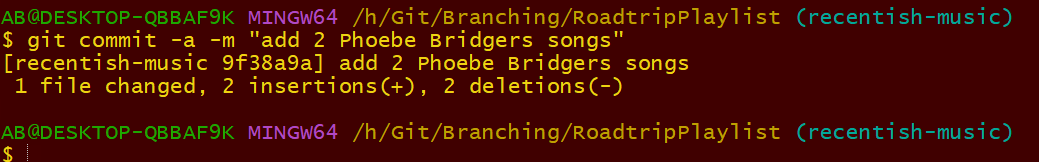 AB@DESKTOP-QBBAF9K MINGW64 /h/Git/Branching/RoadtripPlaylist (recentish-music)
$ git commit -a -m "add 2 Phoebe Bridgers songs"
[recentish-music 9f38a9a] add 2 Phoebe Bridgers songs
 1 file changed, 2 insertions(+), 2 deletions(-)
AB@DESKTOP-QBBAF9K MINGW64 /h/Git/Branching/RoadtripPlaylist (recentish-music)
$